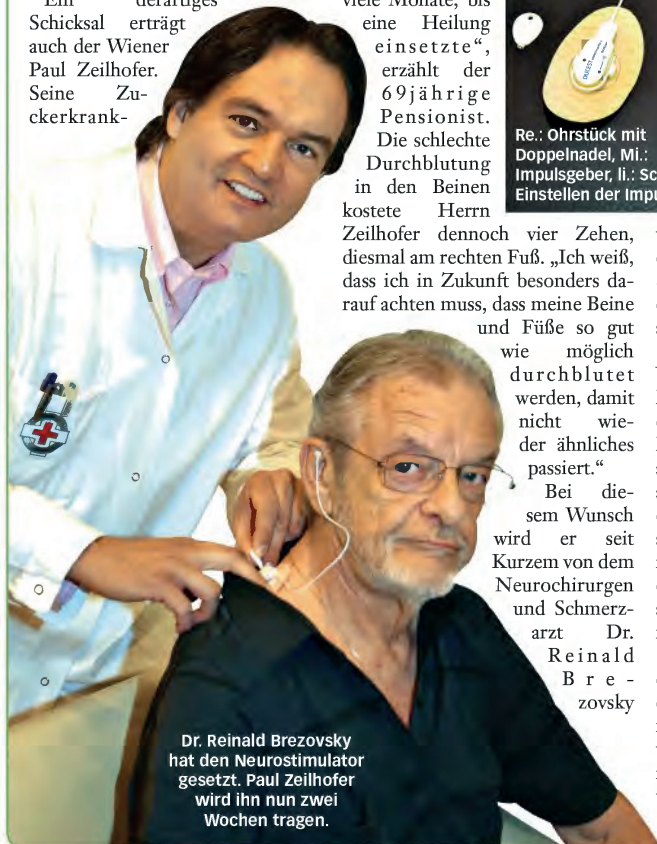 Ein derartiges
Schicksal erträgt
auch der Wiener
Paul Zeilhofer.
Seine Zu-
ckerkrank-
viele Monate, bis
eine Heilung
einsetzte“,
erzählt der
69jährige
Pensionist.
Die schlechte
Durchblutung
in den Beinen
kostete Herrn
Zeilhofer dennoch vier Zehen,
diesmal am rechten Fuß. „Ich weiß,
dass ich in Zukunft besonders da-
rauf achten muss, dass meine Beine
und Füße so gut
wie möglich
durchblutet
werden, damit
nicht wie-
der ähnliches
passiert.“
Bei die-
sem Wunsch
wird er seit
Kurzem von dem
Neurochirurgen
und Schmerz-
arzt Dr.
Reinald
Bre-
zovsky
Re.: Ohrstück mit
Doppelnadel, Mi.:
Impulsgeber, li.: Sc
Einstellen der Impu
Dr. Reinald Brezovsky
hat den Neurostimulator
gesetzt. Paul Zeilhofer
wird ihn nun zwei
Wochen tragen.